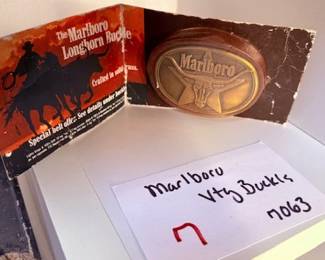 The Marlboro
Longhorn Buckle
Crafted in solid brass.
Special belt offer. See details under buckle.
Marlboro
Marlboro
Vtg Buckls
7
7063